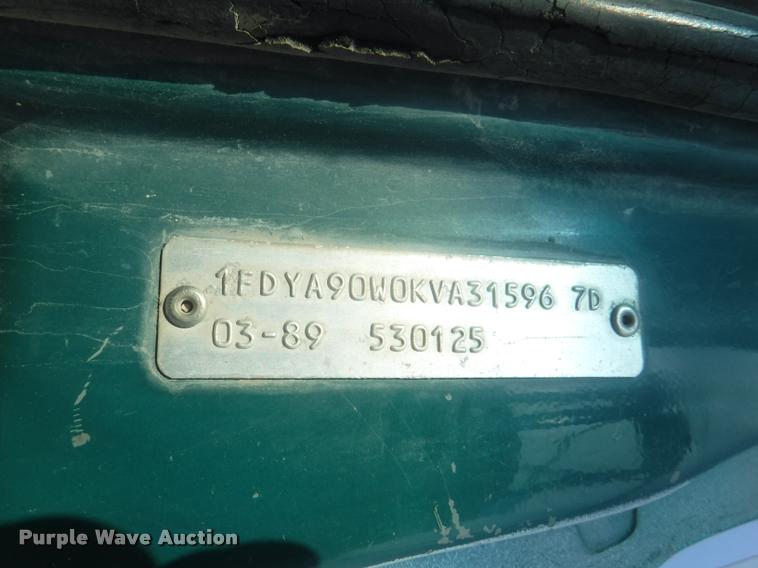 1FDYA90W0KVA31596 7D
03-89 530125
Purple Wave Auction